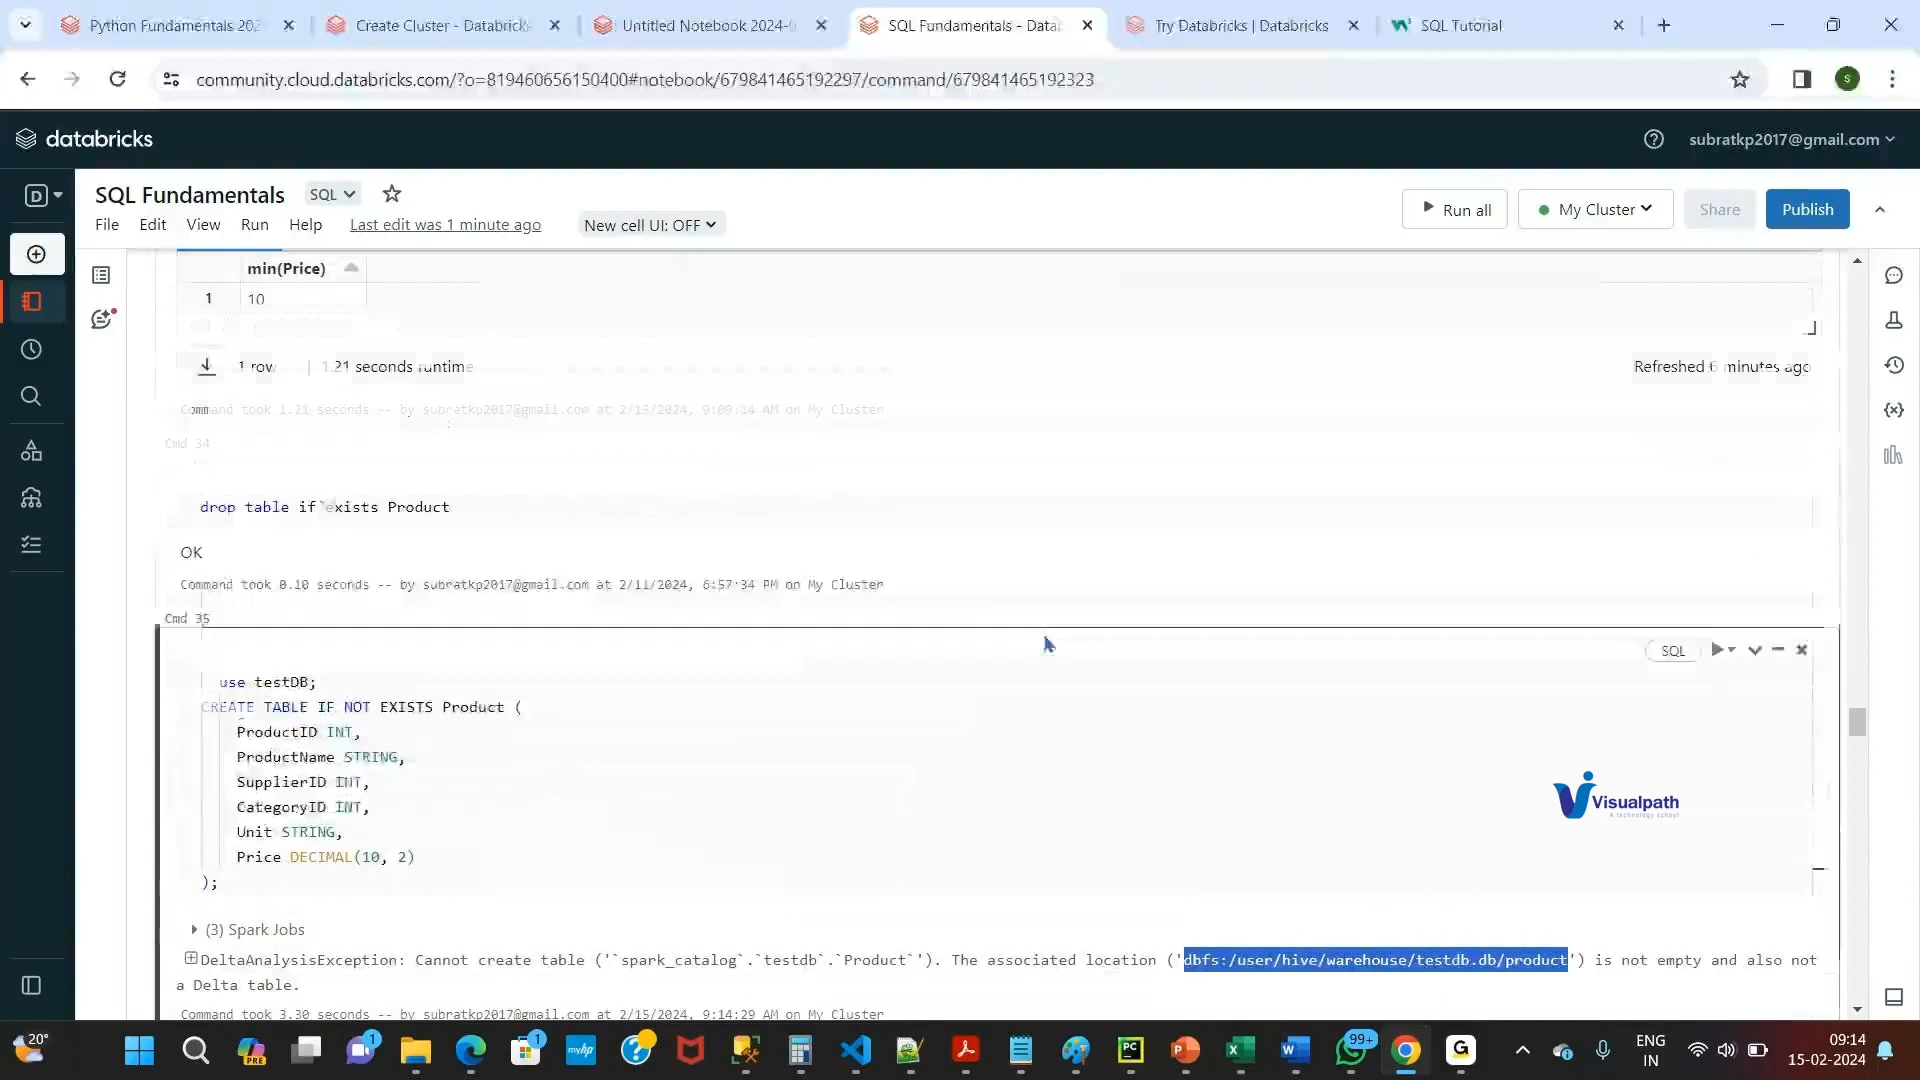 Python Fundamentals 202
Create Cluster - Databricks
Untitled Notebook 2024-0
SQL Fundamentals - Datab
Try Databricks | Databricks
SQL Tutorial
community.cloud.databricks.com/?o=819460656150400#notebook/679841465192297/command/679841465192323
S
databricks
subratkp2017@gmail.com
D
SQL Fundamentals
SQL
File Edit View Run Help
Last edit was 1 minute ago
New cell UI: OFF
Run all
My Cluster
Share
Publish
min(Price)
1 10
1 row | 1.21 seconds runtime
Refreshed 6 minutes ago
Command took 1.21 seconds -- by subratkp2017@gmail.com at 2/15/2024, 9:09:14 AM on My Cluster
Cmd 34
drop table if exists Product
OK
Command took 0.10 seconds -- by subratkp2017@gmail.com at 2/11/2024, 6:57:34 PM on My Cluster
Cmd 35
SQL
use testDB;
CREATE TABLE IF NOT EXISTS Product (
ProductID INT,
ProductName STRING,
SupplierID INT,
CategoryID INT,
Unit STRING,
Price DECIMAL(10, 2)
);
Visualpath
A technology school
(3) Spark Jobs
DeltaAnalysisException: Cannot create table ('`spark_catalog`.`testdb`.`Product`'). The associated location ('dbfs:/user/hive/warehouse/testdb.db/product') is not empty and also not
a Delta table.
Command took 3.30 seconds -- by subratkp2017@gmail.com at 2/15/2024, 9:14:29 AM on My Cluster
20°
PRE
1
1
myhp
PC
99+
G
ENG
IN
09:14
15-02-2024